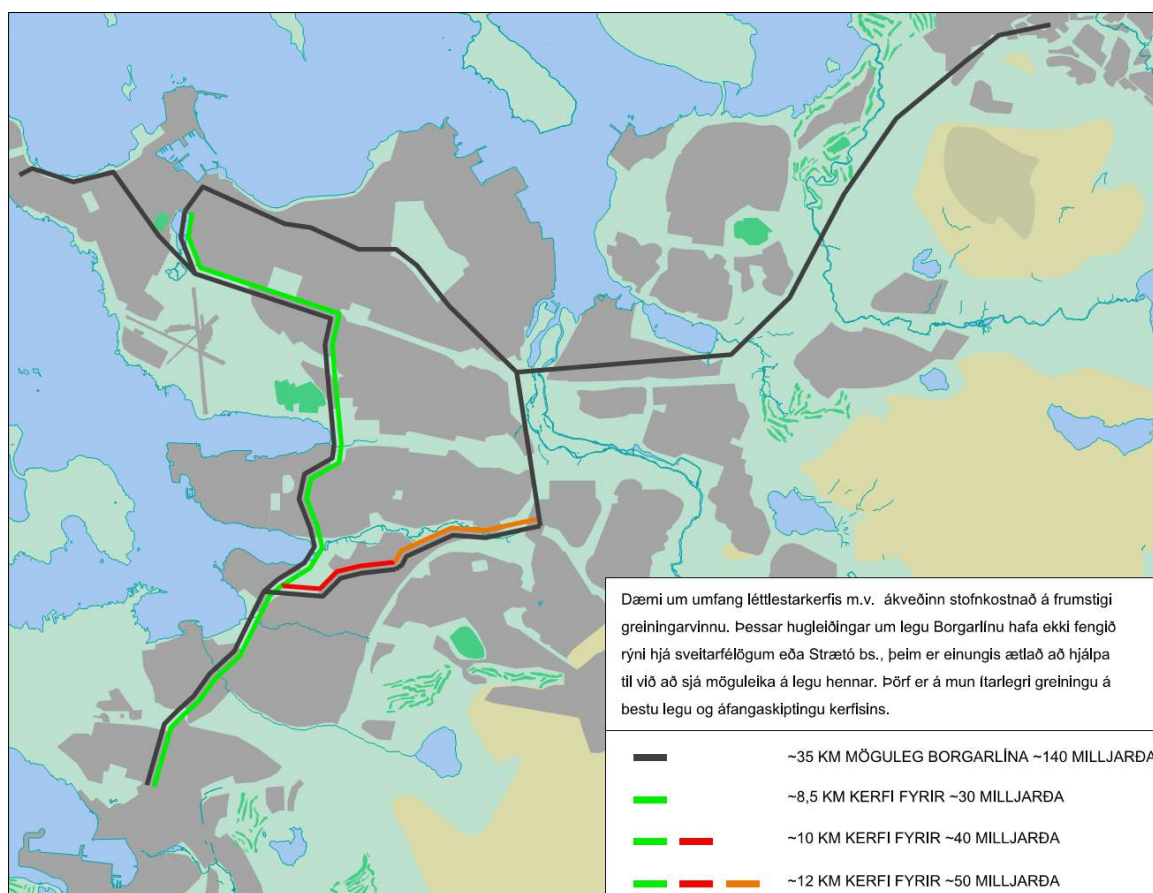 Dæmi um umfang léttlestarkerfis m.v. ákveðinn stofnkostnað á frumstigi
greiningarvinnu. Þessar hugleiðingar um legu Borgarlínu hafa ekki fengið
rýni hjá sveitarfélögum eða Strætó bs., þeim er einungis ætlað að hjálpa
til við að sjá möguleika á legu hennar. Þörf er á mun ítarlegri greiningu á
bestu legu og áfangaskiptingu kerfisins.
~35 KM MÖGULEG BORGARLÍNA ~140 MILLJARÐA
~8,5 KM KERFI FYRIR ~30 MILLJARÐA
~10 KM KERFI FYRIR ~40 MILLJARÐA
~12 KM KERFI FYRIR ~50 MILLJARÐA